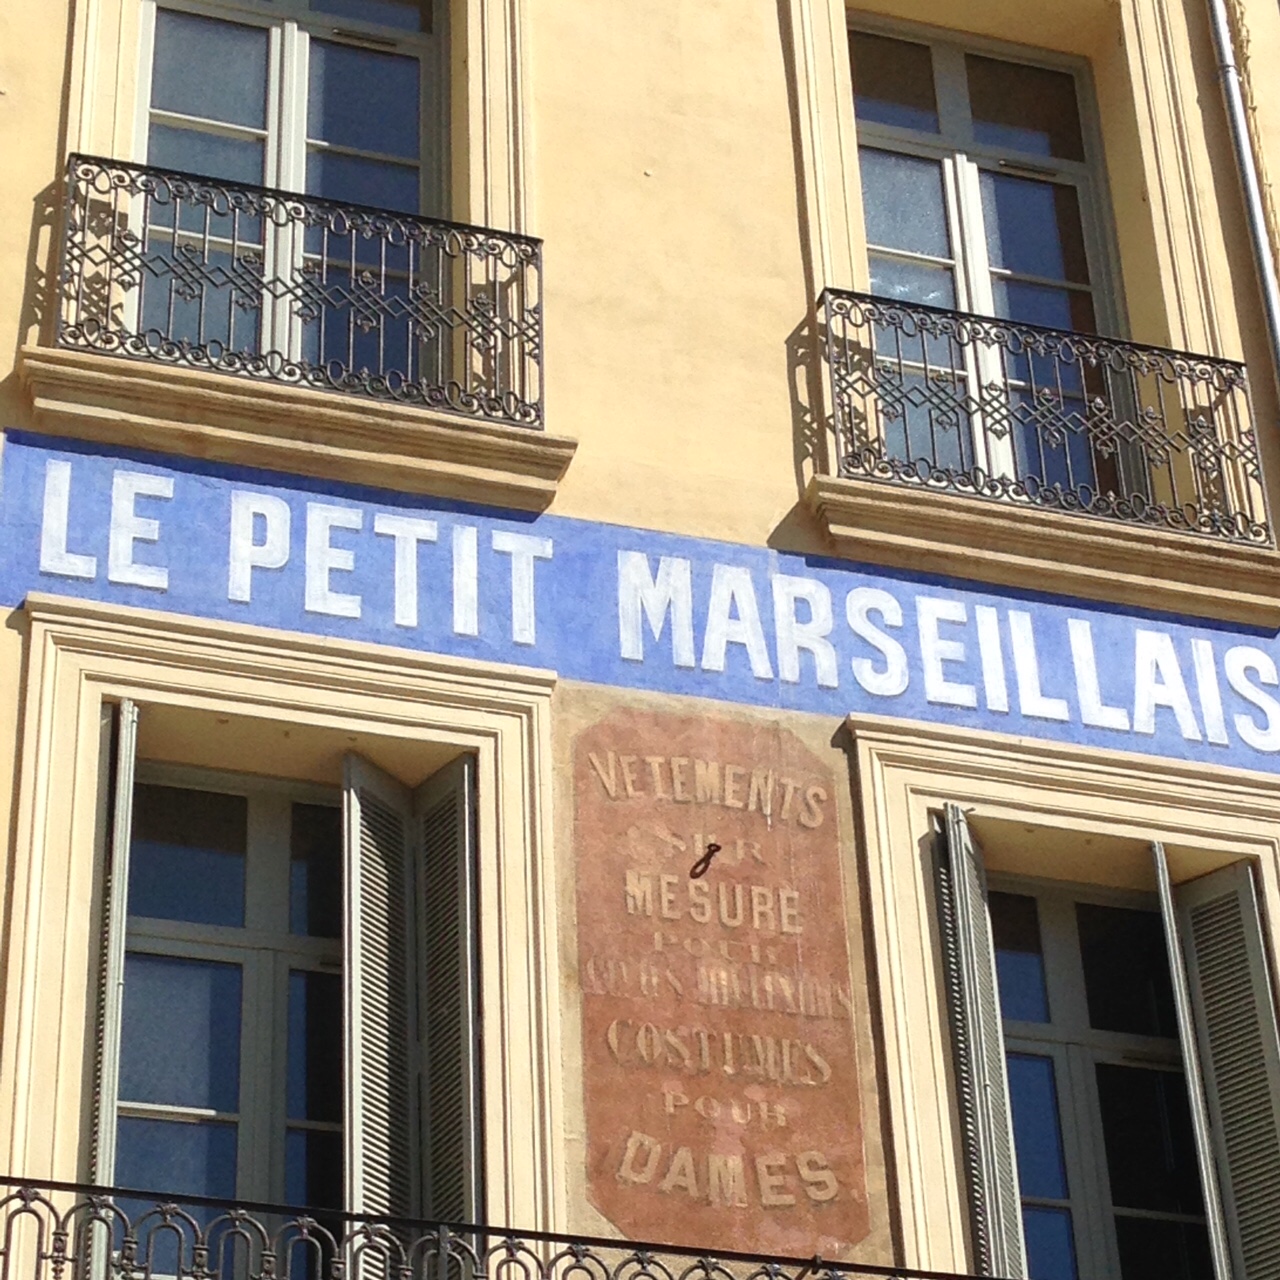 LE PETIT MARSEILLAIS
VETEMENTS
SUR
MESURE
POUR
COSTUMES
POUR
DAMES